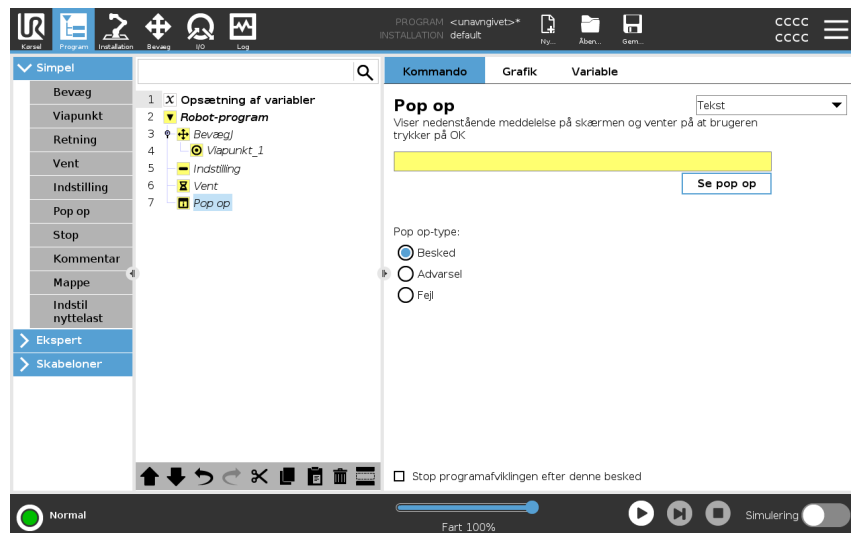 PROGRAM <unavngivet>*
INSTALLATION default
cccc
cccc
Kørsel
Program
Installation
Bevæg
I/O
Log
Ny...
Åben...
Gem...
Simpel
Bevæg
Viapunkt
Retning
Vent
Indstilling
Pop op
Stop
Kommentar
Mappe
Indstil
nyttelast
Ekspert
Skabeloner
1 X Opsætning af variabler
2 Robot-program
3 BevægJ
4 Viapunkt_1
5 Indstilling
6 Vent
7 Pop op
Kommando Grafik Variable
Pop op
Tekst
Viser nedenstående meddelelse på skærmen og venter på at brugeren
trykker på OK
Se pop op
Pop op-type:
Besked
Advarsel
Fejl
Stop programafviklingen efter denne besked
Normal
Fart 100%
Simulering